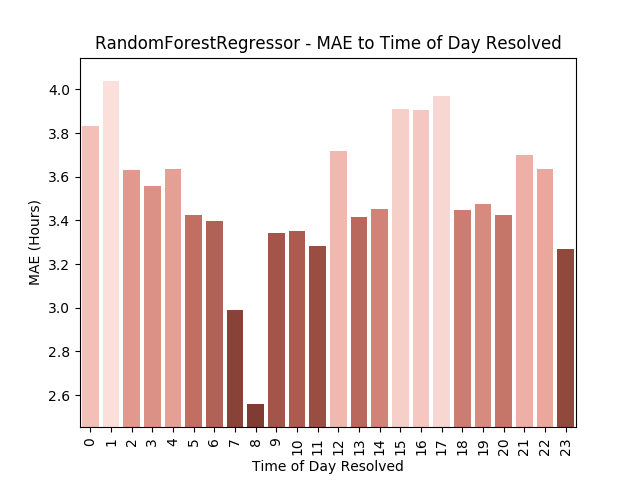 RandomForestRegressor - MAE to Time of Day Resolved
MAE (Hours)
4.0
3.8
3.6
3.4
3.2
3.0
2.8
2.6
0 1 2 3 4 5 6 7 8 9 10 11 12 13 14 15 16 17 18 19 20 21 22 23
Time of Day Resolved